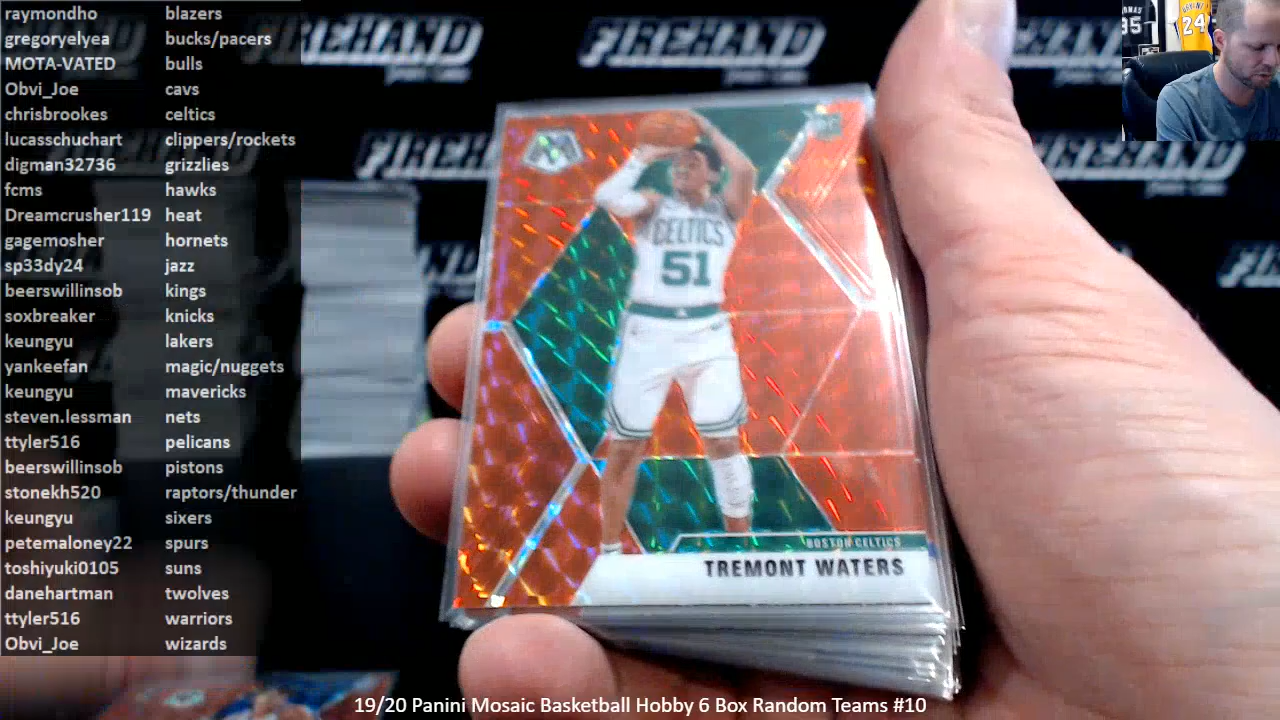 raymondho blazers
gregoryelyea bucks/pacers
MOTA-VATED bulls
Obvi_Joe cavs
chrisbrookes celtics
lucasschuchart clippers/rockets
digman32736 grizzlies
fcms hawks
Dreamcrusher119 heat
gagemosher hornets
sp33dy24 jazz
beerswillinsob kings
soxbreaker knicks
keungyu lakers
yankeefan magic/nuggets
keungyu mavericks
steven.lessman nets
ttyler516 pelicans
beerswillinsob pistons
stonekh520 raptors/thunder
keungyu sixers
petemaloney22 spurs
toshiyuki0105 suns
danehartman twolves
ttyler516 warriors
Obvi_Joe wizards
FIREHAND
FIREHAND
FIREHAND
24
CELTICS
51
BOSTON CELTICS
TREMONT WATERS
19/20 Panini Mosaic Basketball Hobby 6 Box Random Teams #10